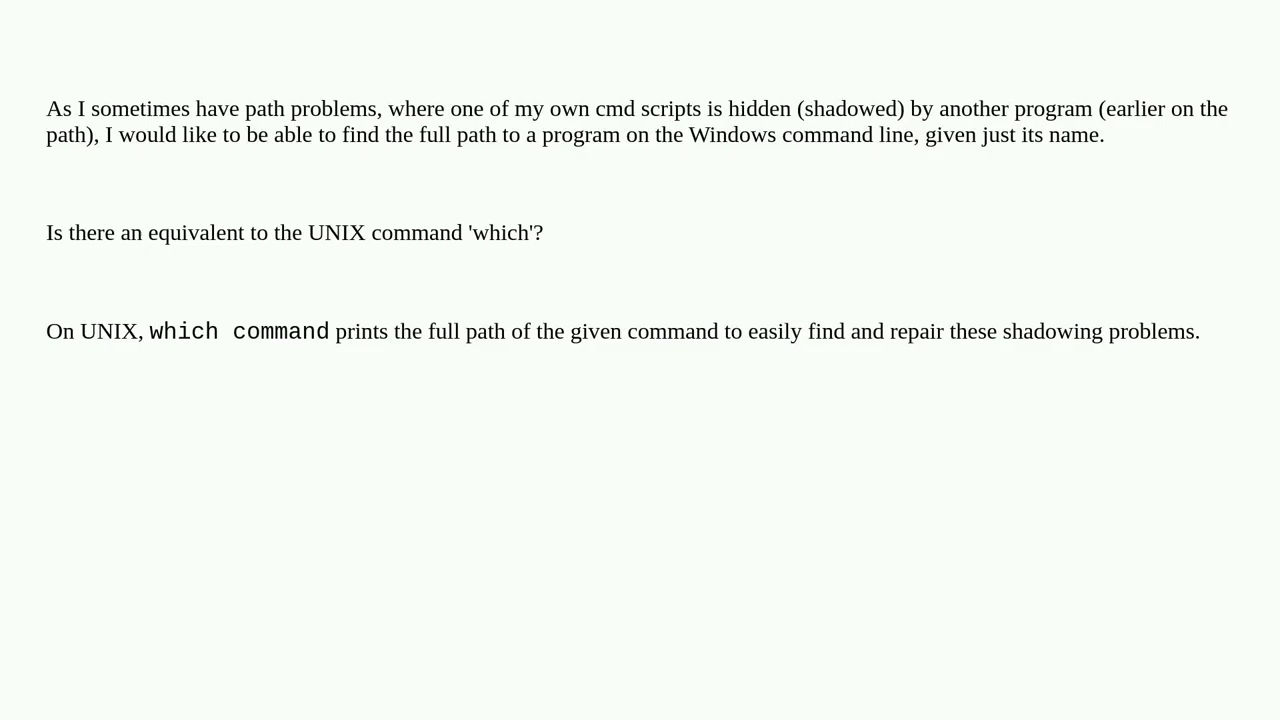 As I sometimes have path problems, where one of my own cmd scripts is hidden (shadowed) by another program (earlier on the
path), I would like to be able to find the full path to a program on the Windows command line, given just its name.
Is there an equivalent to the UNIX command 'which'?
On UNIX, which command prints the full path of the given command to easily find and repair these shadowing problems.